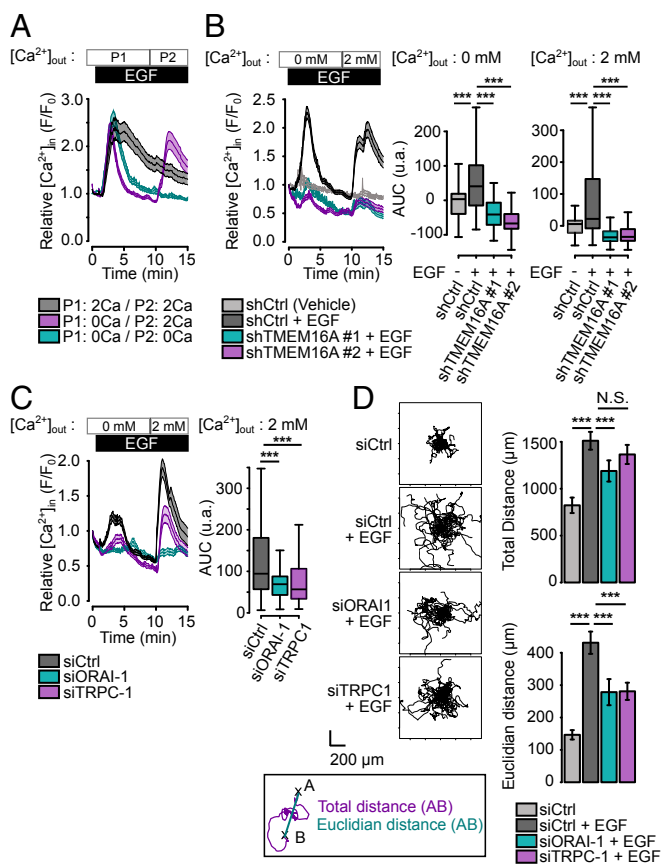 A
[Ca²⁺]out : P1 P2
EGF
Relative [Ca²⁺]in (F/F₀)
3.0
2.5
2.0
1.5
1.0
0.0
0 5 10 15
Time (min)
P1: 2Ca / P2: 2Ca
P1: 0Ca / P2: 2Ca
P1: 0Ca / P2: 0Ca
B
[Ca²⁺]out : 0 mM 2 mM
EGF
Relative [Ca²⁺]in (F/F₀)
2.5
2.0
1.5
1.0
0.5
0.0
0 5 10 15
Time (min)
shCtrl (Vehicle)
shCtrl + EGF
shTMEM16A #1 + EGF
shTMEM16A #2 + EGF
[Ca²⁺]out : 0 mM
***
*** ***
AUC (u.a.)
300
200
100
0
-100
EGF - + + +
shCtrl
shCtrl
shTMEM16A #1
shTMEM16A #2
[Ca²⁺]out : 2 mM
***
*** ***
300
200
100
0
- + + +
shCtrl
shCtrl
shTMEM16A #1
shTMEM16A #2
C
[Ca²⁺]out : 0 mM 2 mM
EGF
Relative [Ca²⁺]in (F/F₀)
2.0
1.5
1.0
0.5
0.0
0 5 10 15
Time (min)
siCtrl
siORAI-1
siTRPC-1
[Ca²⁺]out : 2 mM
***
***
AUC (u.a.)
300
200
100
0
siCtrl
siORAI-1
siTRPC1
D
siCtrl
siCtrl
+ EGF
siORAI1
+ EGF
siTRPC1
+ EGF
200 µm
A
B
Total distance (AB)
Euclidian distance (AB)
N.S.
*** ***
Total Distance (µm)
1500
1000
500
0
***
*** ***
Euclidian distance (µm)
400
300
200
100
0
siCtrl
siCtrl + EGF
siORAI-1 + EGF
siTRPC-1 + EGF